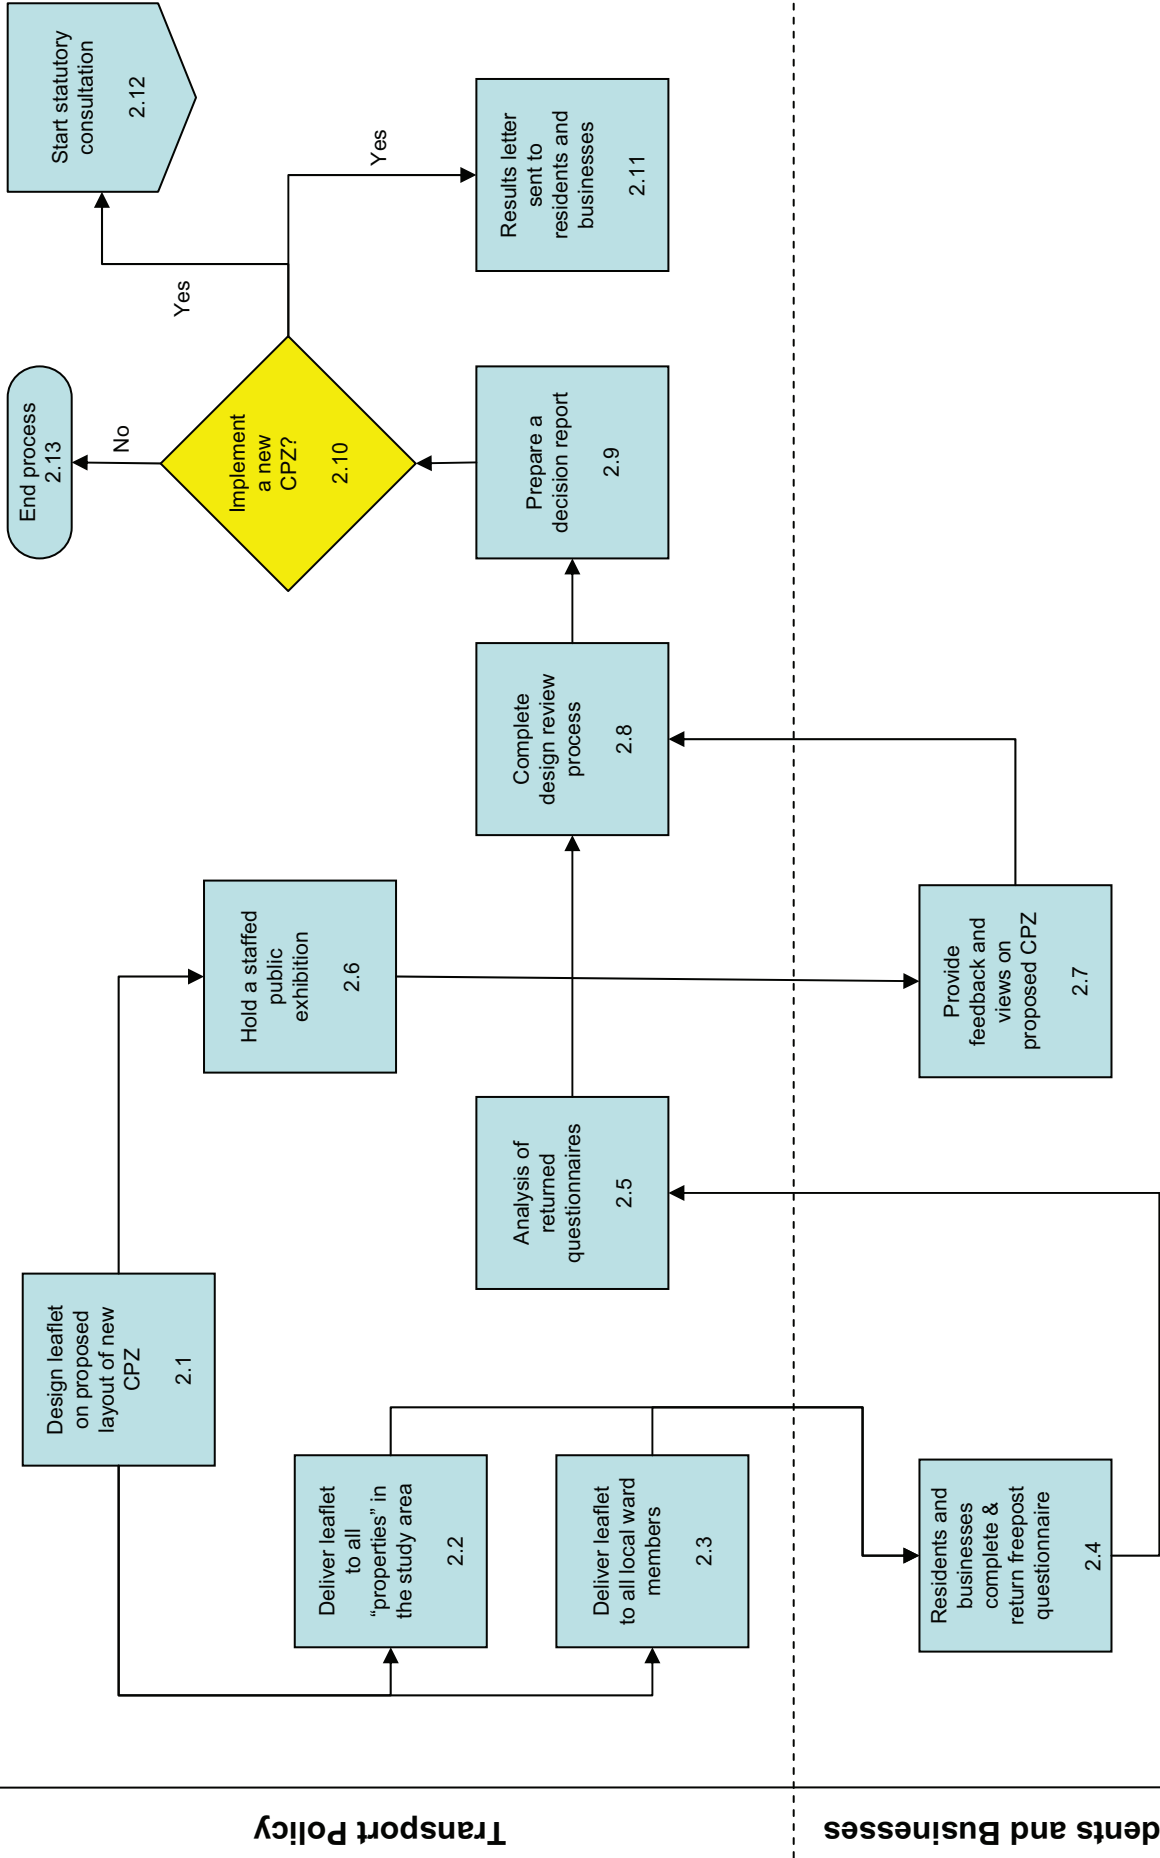 Transport Policy
dents and Businesses
Design leaflet
on proposed
layout of new
CPZ
2.1
Deliver leaflet
to all
“properties” in
the study area
2.2
Deliver leaflet
to all local ward
members
2.3
Residents and
businesses
complete &
return freepost
questionnaire
2.4
Analysis of
returned
questionnaires
2.5
Hold a staffed
public
exhibition
2.6
Provide
feedback and
views on
proposed CPZ
2.7
Complete
design review
process
2.8
Prepare a
decision report
2.9
Implement
a new
CPZ?
2.10
No
End process
2.13
Yes
Start statutory
consultation
2.12
Yes
Results letter
sent to
residents and
businesses
2.11